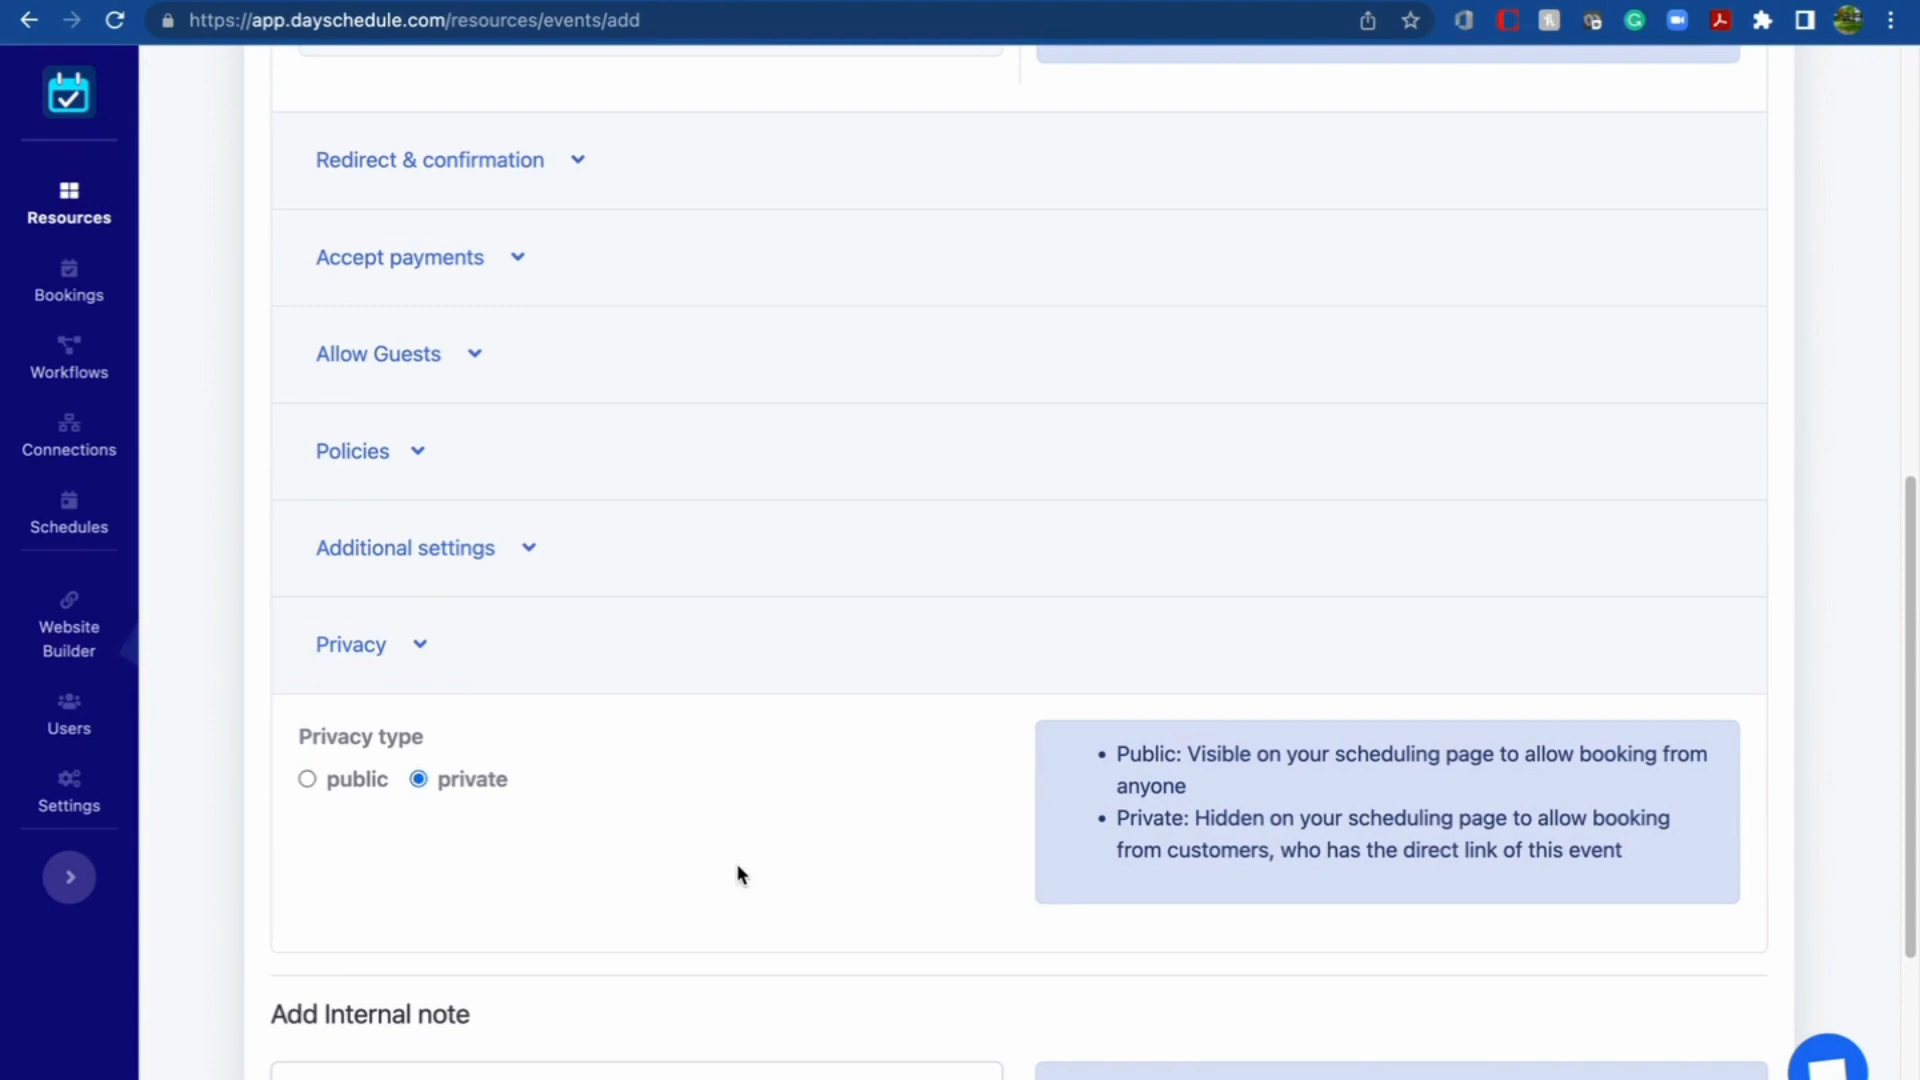 https://app.dayschedule.com/resources/events/add
Resources
Bookings
Workflows
Connections
Schedules
Website
Builder
Users
Settings
Redirect & confirmation
Accept payments
Allow Guests
Policies
Additional settings
Privacy
Privacy type
public private
• Public: Visible on your scheduling page to allow booking from
anyone
• Private: Hidden on your scheduling page to allow booking
from customers, who has the direct link of this event
Add Internal note